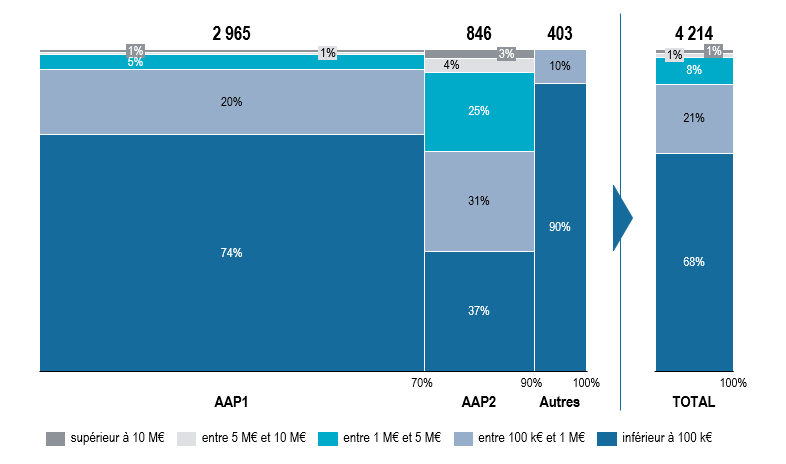 2 965 846 403 4 214
1% 1% 3% 1% 1%
5% 4% 10% 8%
20% 25% 21%
31%
74% 90% 68%
37%
70% 90% 100% 100%
AAP1 AAP2 Autres TOTAL
supérieur à 10 M€ entre 5 M€ et 10 M€ entre 1 M€ et 5 M€ entre 100 k€ et 1 M€ inférieur à 100 k€